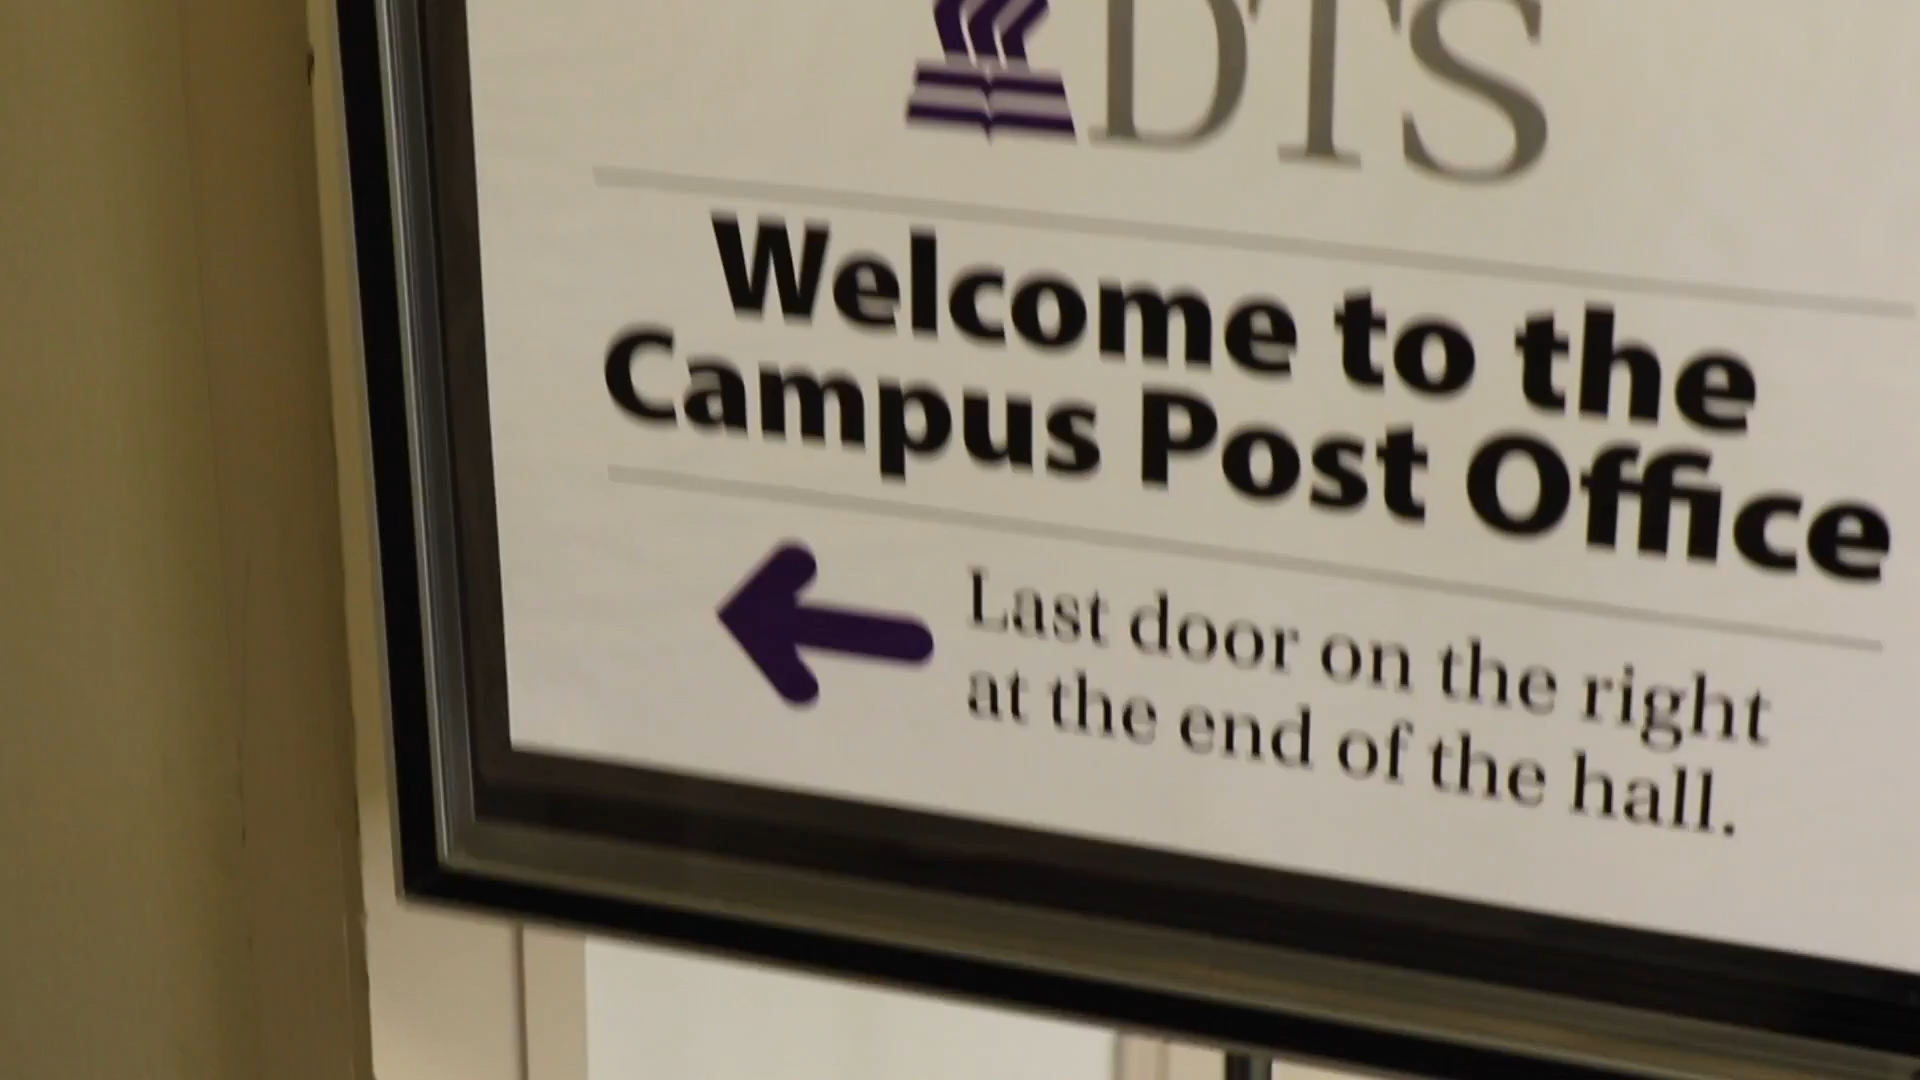 DTS
Welcome to the
Campus Post Office
Last door on the right
at the end of the hall.